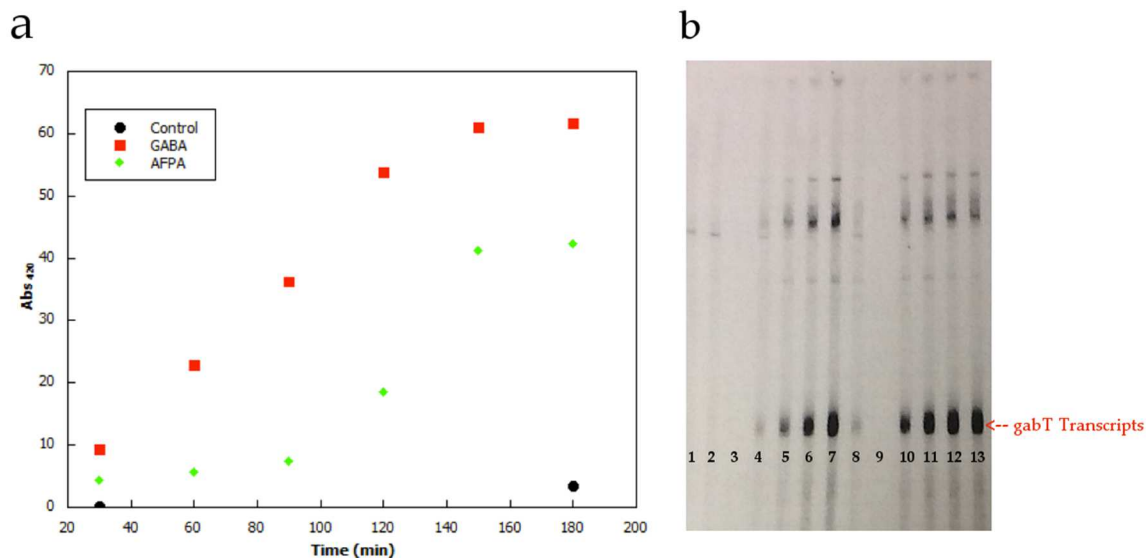 a
70
60
50
40
30
20
10
0
Abs 420
Control
GABA
AFPA
20 40 60 80 100 120 140 160 180 200
Time (min)
b
<-- gabT Transcripts
1 2 3 4 5 6 7 8 9 10 11 12 13